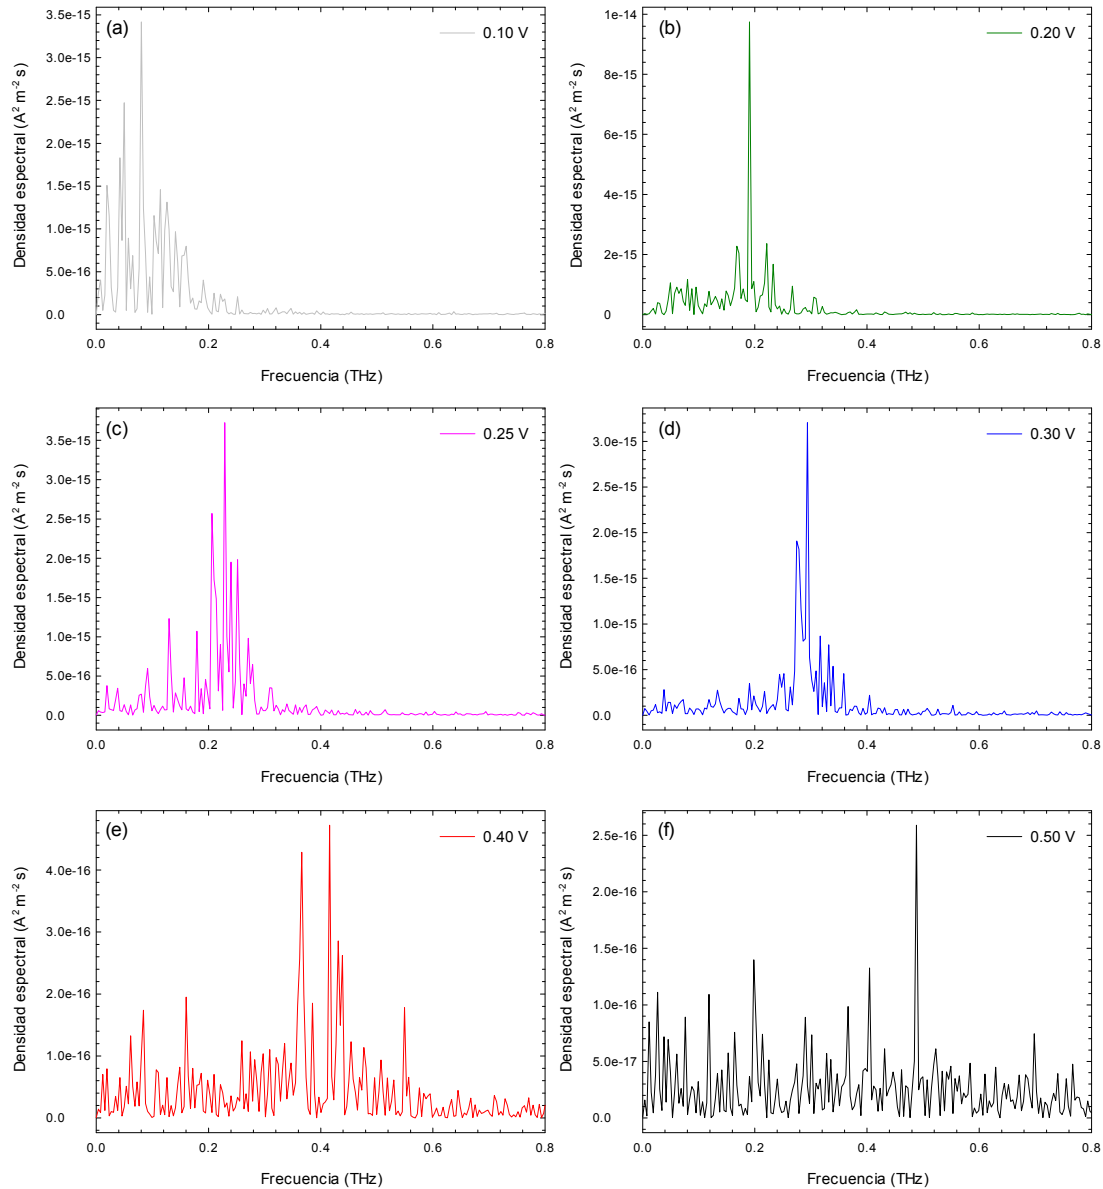 (a)
0.10 V
Densidad espectral (A² m⁻² s)
3.5e-15
3.0e-15
2.5e-15
2.0e-15
1.5e-15
1.0e-15
5.0e-16
0.0
0.0 0.2 0.4 0.6 0.8
Frecuencia (THz)
(b)
0.20 V
Densidad espectral (A² m⁻² s)
1e-14
8e-15
6e-15
4e-15
2e-15
0
0.0 0.2 0.4 0.6 0.8
Frecuencia (THz)
(c)
0.25 V
Densidad espectral (A² m⁻² s)
3.5e-15
3.0e-15
2.5e-15
2.0e-15
1.5e-15
1.0e-15
5.0e-16
0.0
0.0 0.2 0.4 0.6 0.8
Frecuencia (THz)
(d)
0.30 V
Densidad espectral (A² m⁻² s)
3.0e-15
2.5e-15
2.0e-15
1.5e-15
1.0e-15
5.0e-16
0.0
0.0 0.2 0.4 0.6 0.8
Frecuencia (THz)
(e)
0.40 V
Densidad espectral (A² m⁻² s)
4.0e-16
3.0e-16
2.0e-16
1.0e-16
0.0
0.0 0.2 0.4 0.6 0.8
Frecuencia (THz)
(f)
0.50 V
Densidad espectral (A² m⁻² s)
2.5e-16
2.0e-16
1.5e-16
1.0e-16
5.0e-17
0.0
0.0 0.2 0.4 0.6 0.8
Frecuencia (THz)